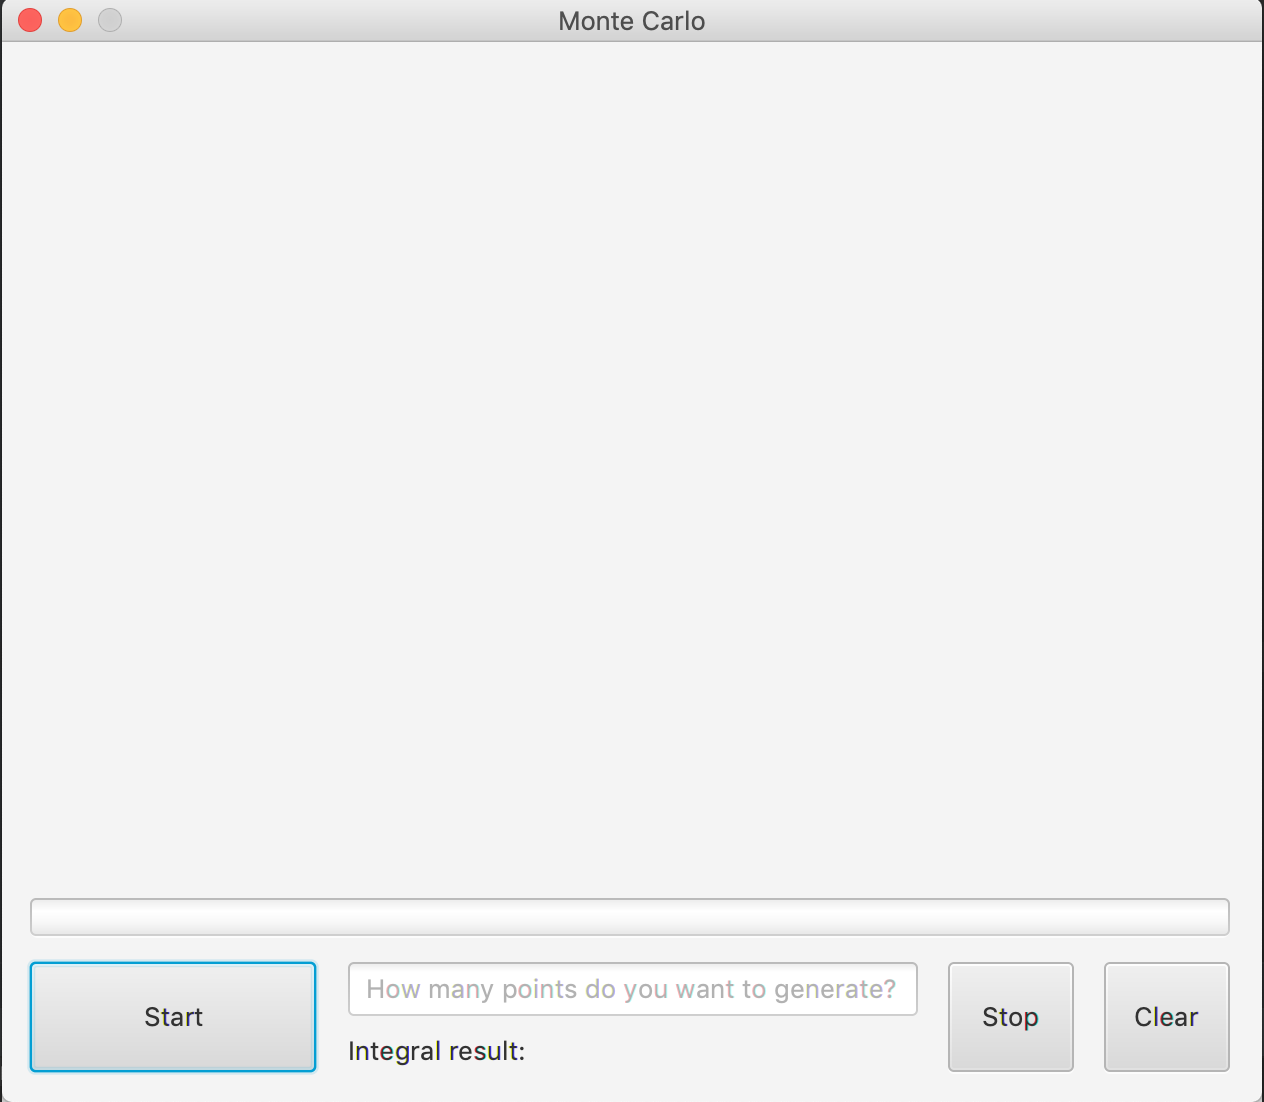 Monte Carlo
Start
How many points do you want to generate?
Integral result:
Stop
Clear